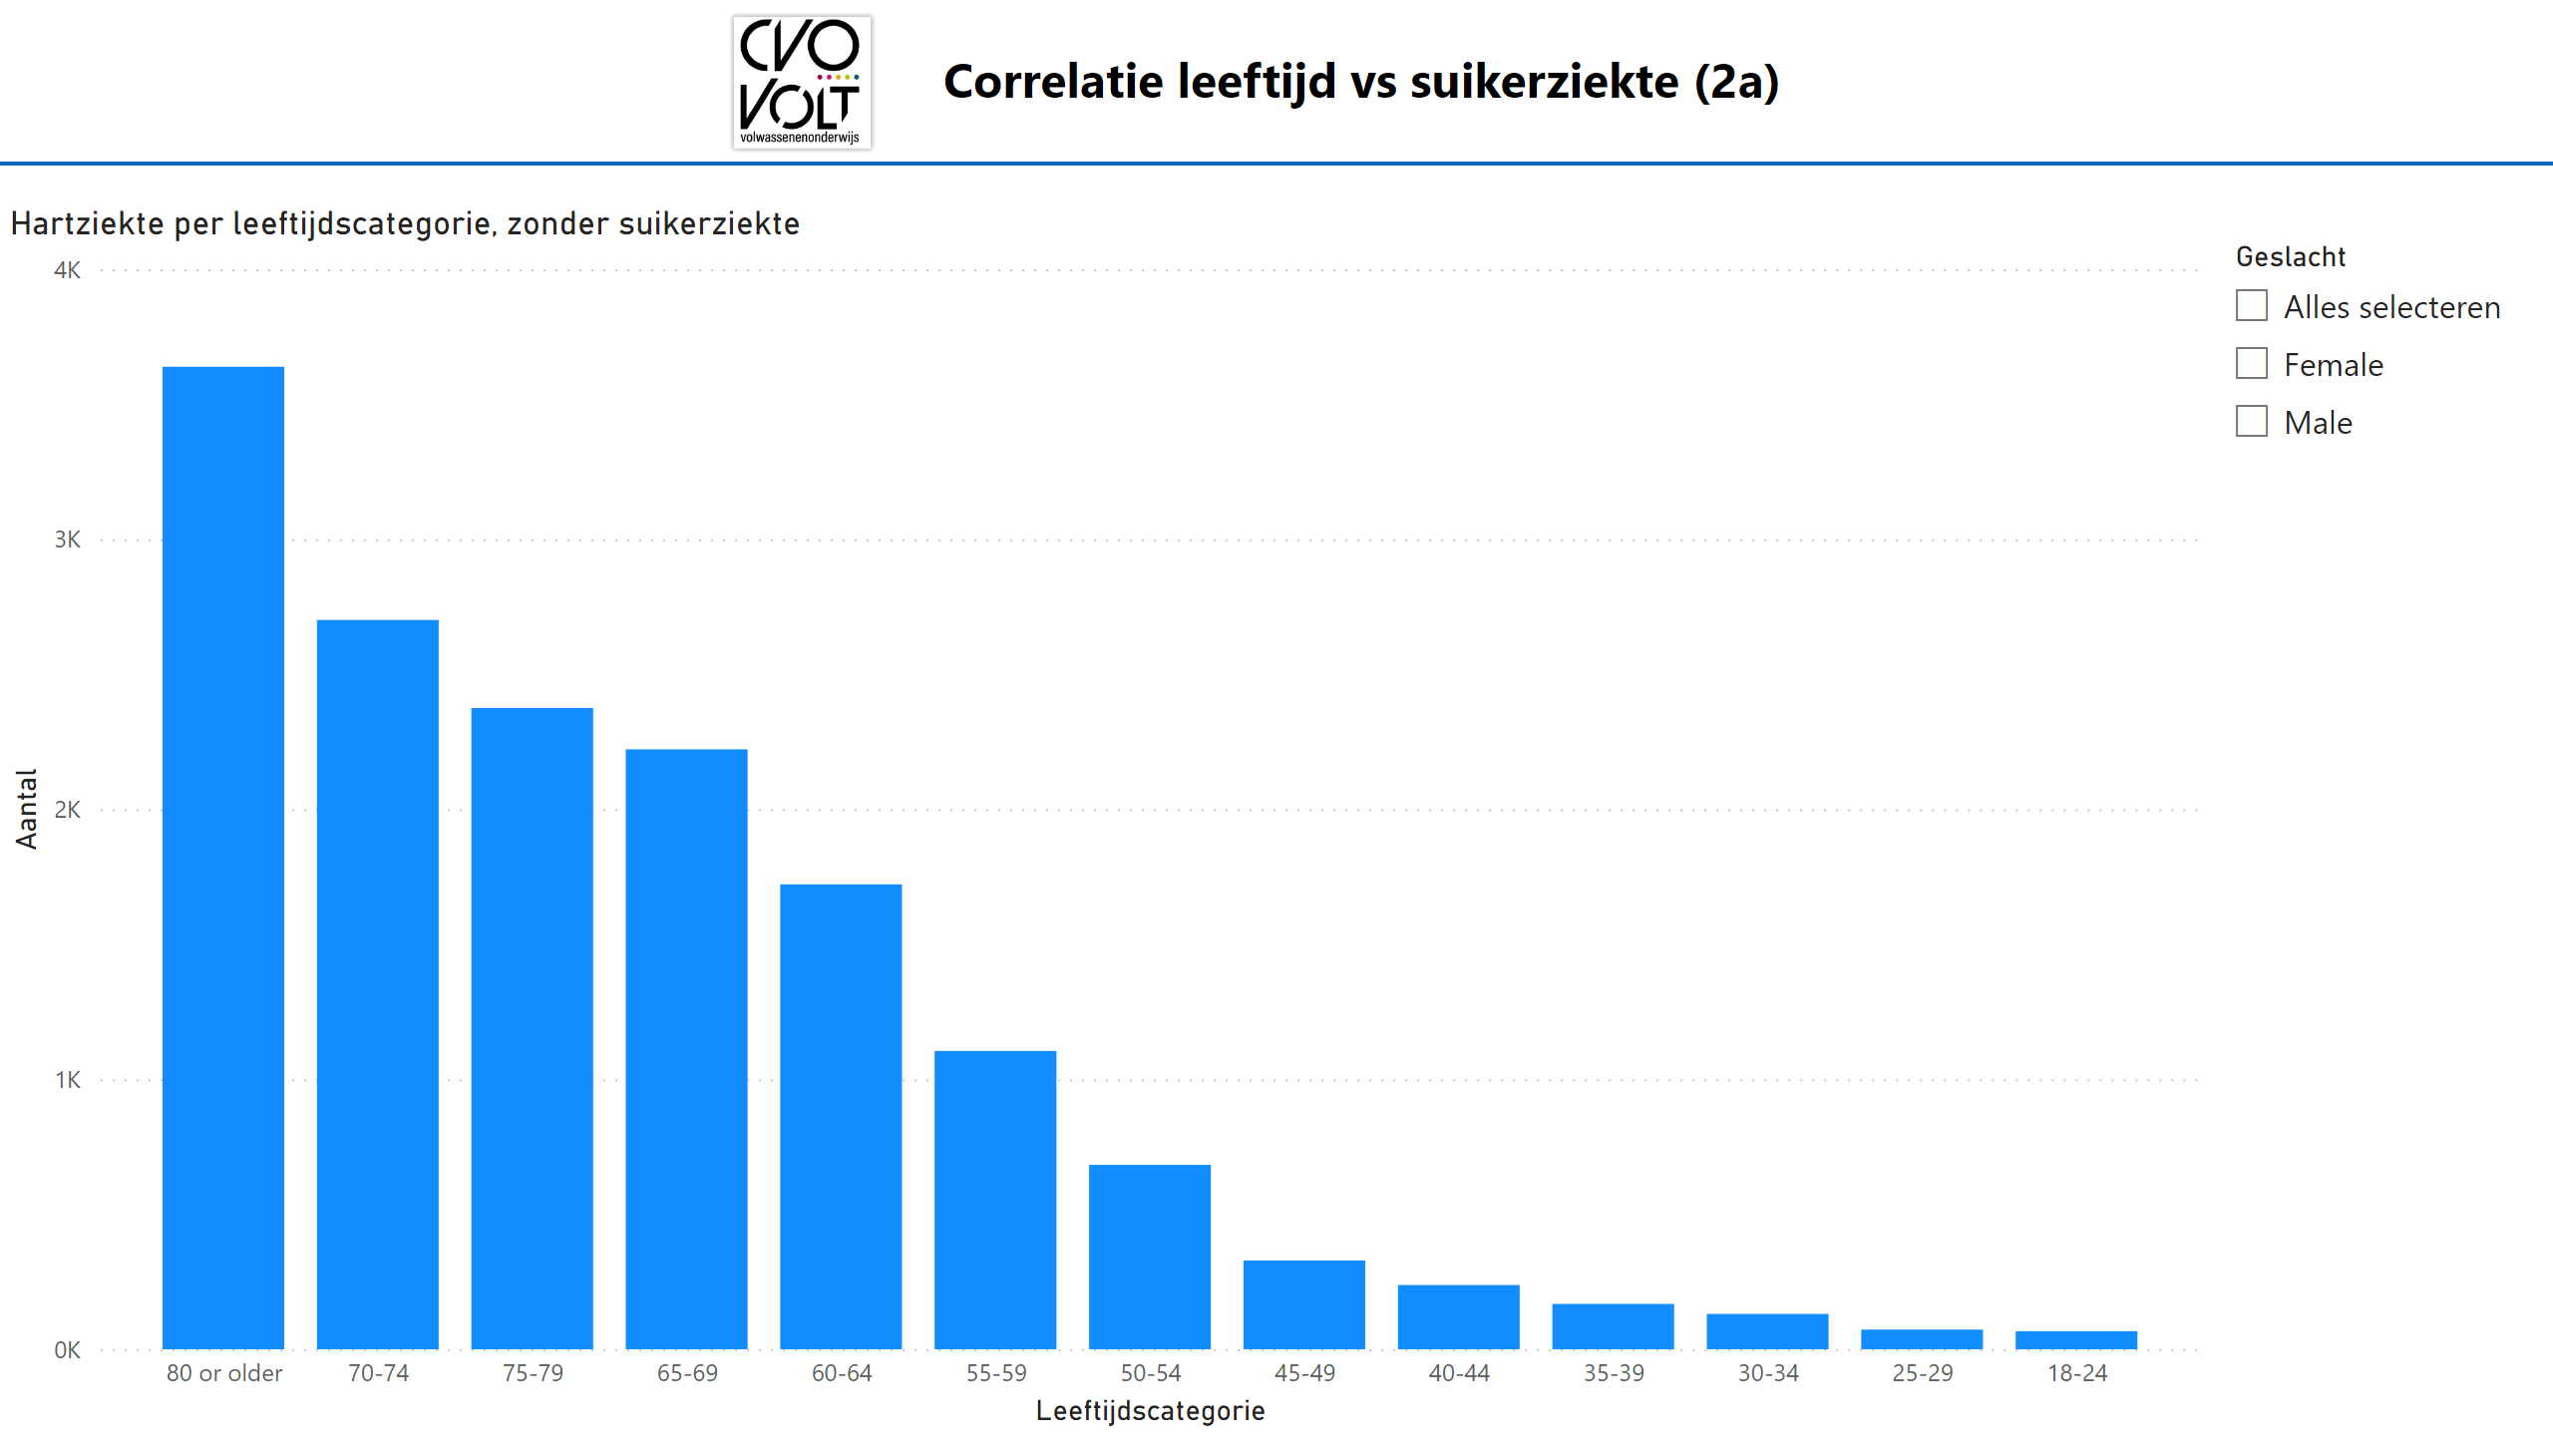 CVO
VOLT
volwassenenonderwijs
Correlatie leeftijd vs suikerziekte (2a)
Hartziekte per leeftijdscategorie, zonder suikerziekte
4K
3K
2K
1K
0K
Aantal
80 or older 70-74 75-79 65-69 60-64 55-59 50-54 45-49 40-44 35-39 30-34 25-29 18-24
Leeftijdscategorie
Geslacht
Alles selecteren
Female
Male